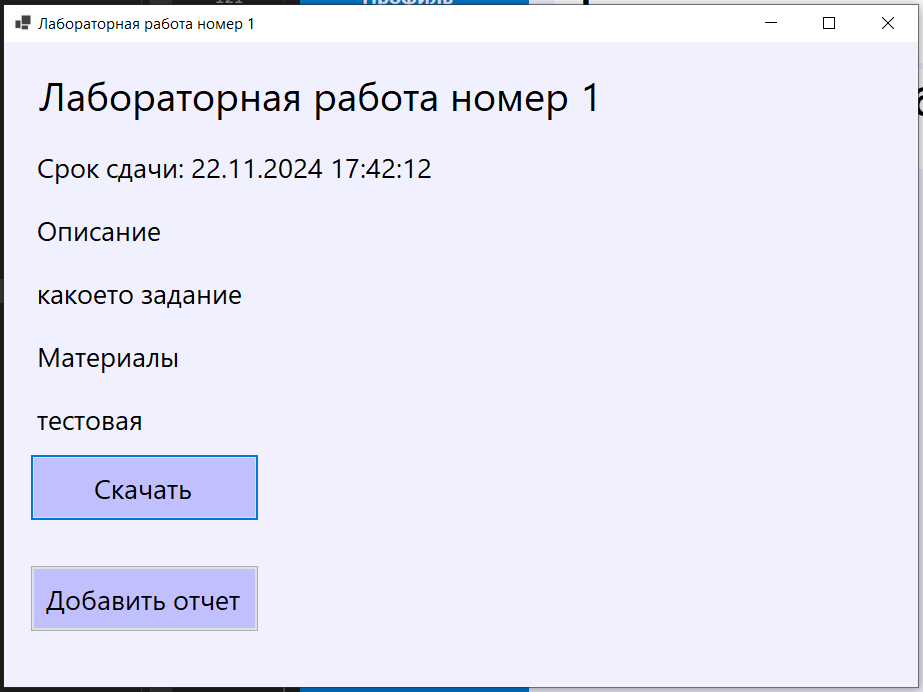 Лабораторная работа номер 1
Лабораторная работа номер 1
Срок сдачи: 22.11.2024 17:42:12
Описание
какоето задание
Материалы
тестовая
Скачать
Добавить отчет